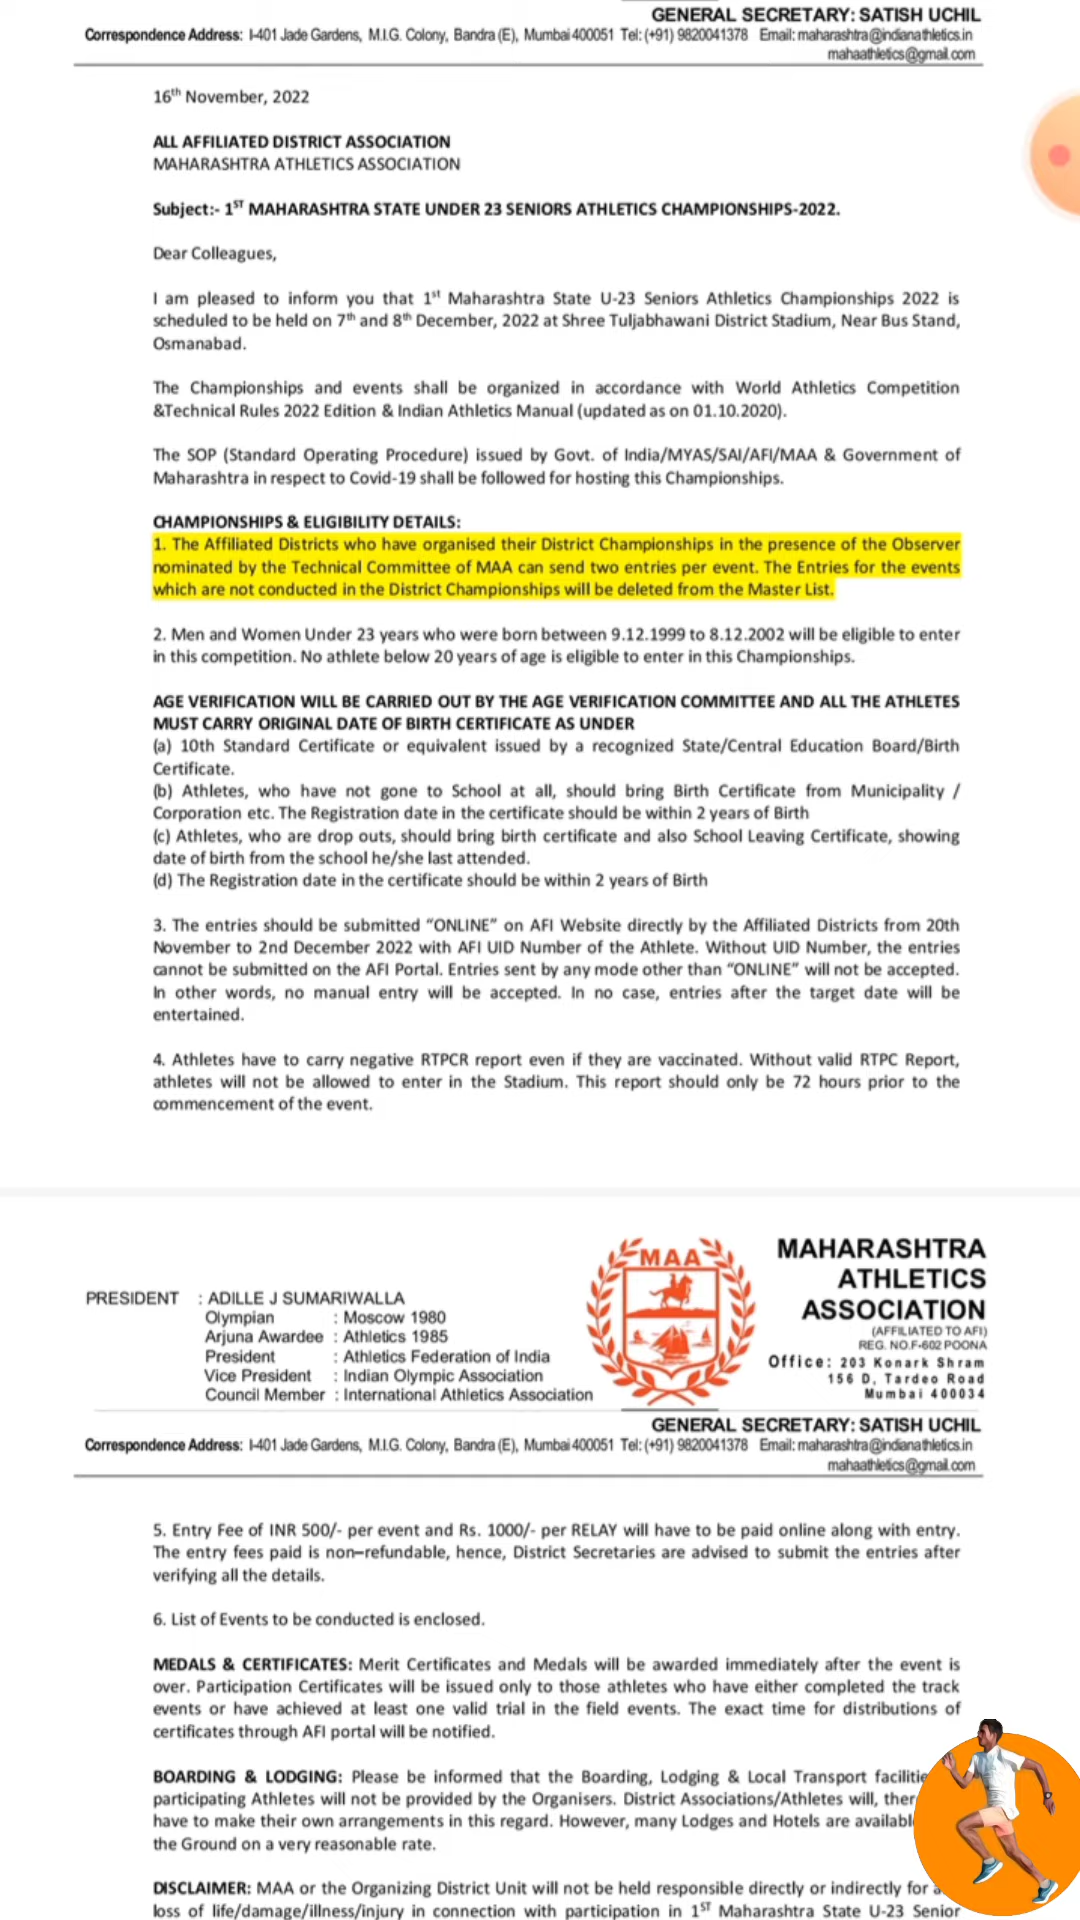 GENERAL SECRETARY: SATISH UCHIL
Correspondence Address: I-401 Jade Gardens, M.I.G. Colony, Bandra (E), Mumbai 400051 Tel: (+91) 9820041378 Email: maharashtra@indianathletics.in
mahaathletics@gmail.com
16th November, 2022
ALL AFFILIATED DISTRICT ASSOCIATION
MAHARASHTRA ATHLETICS ASSOCIATION
Subject:- 1ST MAHARASHTRA STATE UNDER 23 SENIORS ATHLETICS CHAMPIONSHIPS-2022.
Dear Colleagues,
I am pleased to inform you that 1st Maharashtra State U-23 Seniors Athletics Championships 2022 is
scheduled to be held on 7th and 8th December, 2022 at Shree Tuljabhawani District Stadium, Near Bus Stand,
Osmanabad.
The Championships and events shall be organized in accordance with World Athletics Competition
&Technical Rules 2022 Edition & Indian Athletics Manual (updated as on 01.10.2020).
The SOP (Standard Operating Procedure) issued by Govt. of India/MYAS/SAI/AFI/MAA & Government of
Maharashtra in respect to Covid-19 shall be followed for hosting this Championships.
CHAMPIONSHIPS & ELIGIBILITY DETAILS:
1. The Affiliated Districts who have organised their District Championships in the presence of the Observer
nominated by the Technical Committee of MAA can send two entries per event. The Entries for the events
which are not conducted in the District Championships will be deleted from the Master List.
2. Men and Women Under 23 years who were born between 9.12.1999 to 8.12.2002 will be eligible to enter
in this competition. No athlete below 20 years of age is eligible to enter in this Championships.
AGE VERIFICATION WILL BE CARRIED OUT BY THE AGE VERIFICATION COMMITTEE AND ALL THE ATHLETES
MUST CARRY ORIGINAL DATE OF BIRTH CERTIFICATE AS UNDER
(a) 10th Standard Certificate or equivalent issued by a recognized State/Central Education Board/Birth
Certificate.
(b) Athletes, who have not gone to School at all, should bring Birth Certificate from Municipality /
Corporation etc. The Registration date in the certificate should be within 2 years of Birth
(c) Athletes, who are drop outs, should bring birth certificate and also School Leaving Certificate, showing
date of birth from the school he/she last attended.
(d) The Registration date in the certificate should be within 2 years of Birth
3. The entries should be submitted “ONLINE” on AFI Website directly by the Affiliated Districts from 20th
November to 2nd December 2022 with AFI UID Number of the Athlete. Without UID Number, the entries
cannot be submitted on the AFI Portal. Entries sent by any mode other than “ONLINE” will not be accepted.
In other words, no manual entry will be accepted. In no case, entries after the target date will be
entertained.
4. Athletes have to carry negative RTPCR report even if they are vaccinated. Without valid RTPC Report,
athletes will not be allowed to enter in the Stadium. This report should only be 72 hours prior to the
commencement of the event.
PRESIDENT : ADILLE J SUMARIWALLA
Olympian : Moscow 1980
Arjuna Awardee : Athletics 1985
President : Athletics Federation of India
Vice President : Indian Olympic Association
Council Member : International Athletics Association
MAA
MAHARASHTRA
ATHLETICS
ASSOCIATION
(AFFILIATED TO AFI)
REG. NO.F-602 POONA
Office: 203 Konark Shram
156 D, Tardeo Road
Mumbai 400034
GENERAL SECRETARY: SATISH UCHIL
Correspondence Address: I-401 Jade Gardens, M.I.G. Colony, Bandra (E), Mumbai 400051 Tel: (+91) 9820041378 Email: maharashtra@indianathletics.in
mahaathletics@gmail.com
5. Entry Fee of INR 500/- per event and Rs. 1000/- per RELAY will have to be paid online along with entry.
The entry fees paid is non–refundable, hence, District Secretaries are advised to submit the entries after
verifying all the details.
6. List of Events to be conducted is enclosed.
MEDALS & CERTIFICATES: Merit Certificates and Medals will be awarded immediately after the event is
over. Participation Certificates will be issued only to those athletes who have either completed the track
events or have achieved at least one valid trial in the field events. The exact time for distributions of
certificates through AFI portal will be notified.
BOARDING & LODGING: Please be informed that the Boarding, Lodging & Local Transport
participating Athletes will not be provided by the Organisers. District Associations/Athletes will,
have to make their own arrangements in this regard. However, many Lodges and Hotels are
the Ground on a very reasonable rate.
DISCLAIMER: MAA or the Organizing District Unit will not be held responsible directly or indirectly for
loss of life/damage/illness/injury in connection with participation in 1ST Maharashtra State U-23 Senior